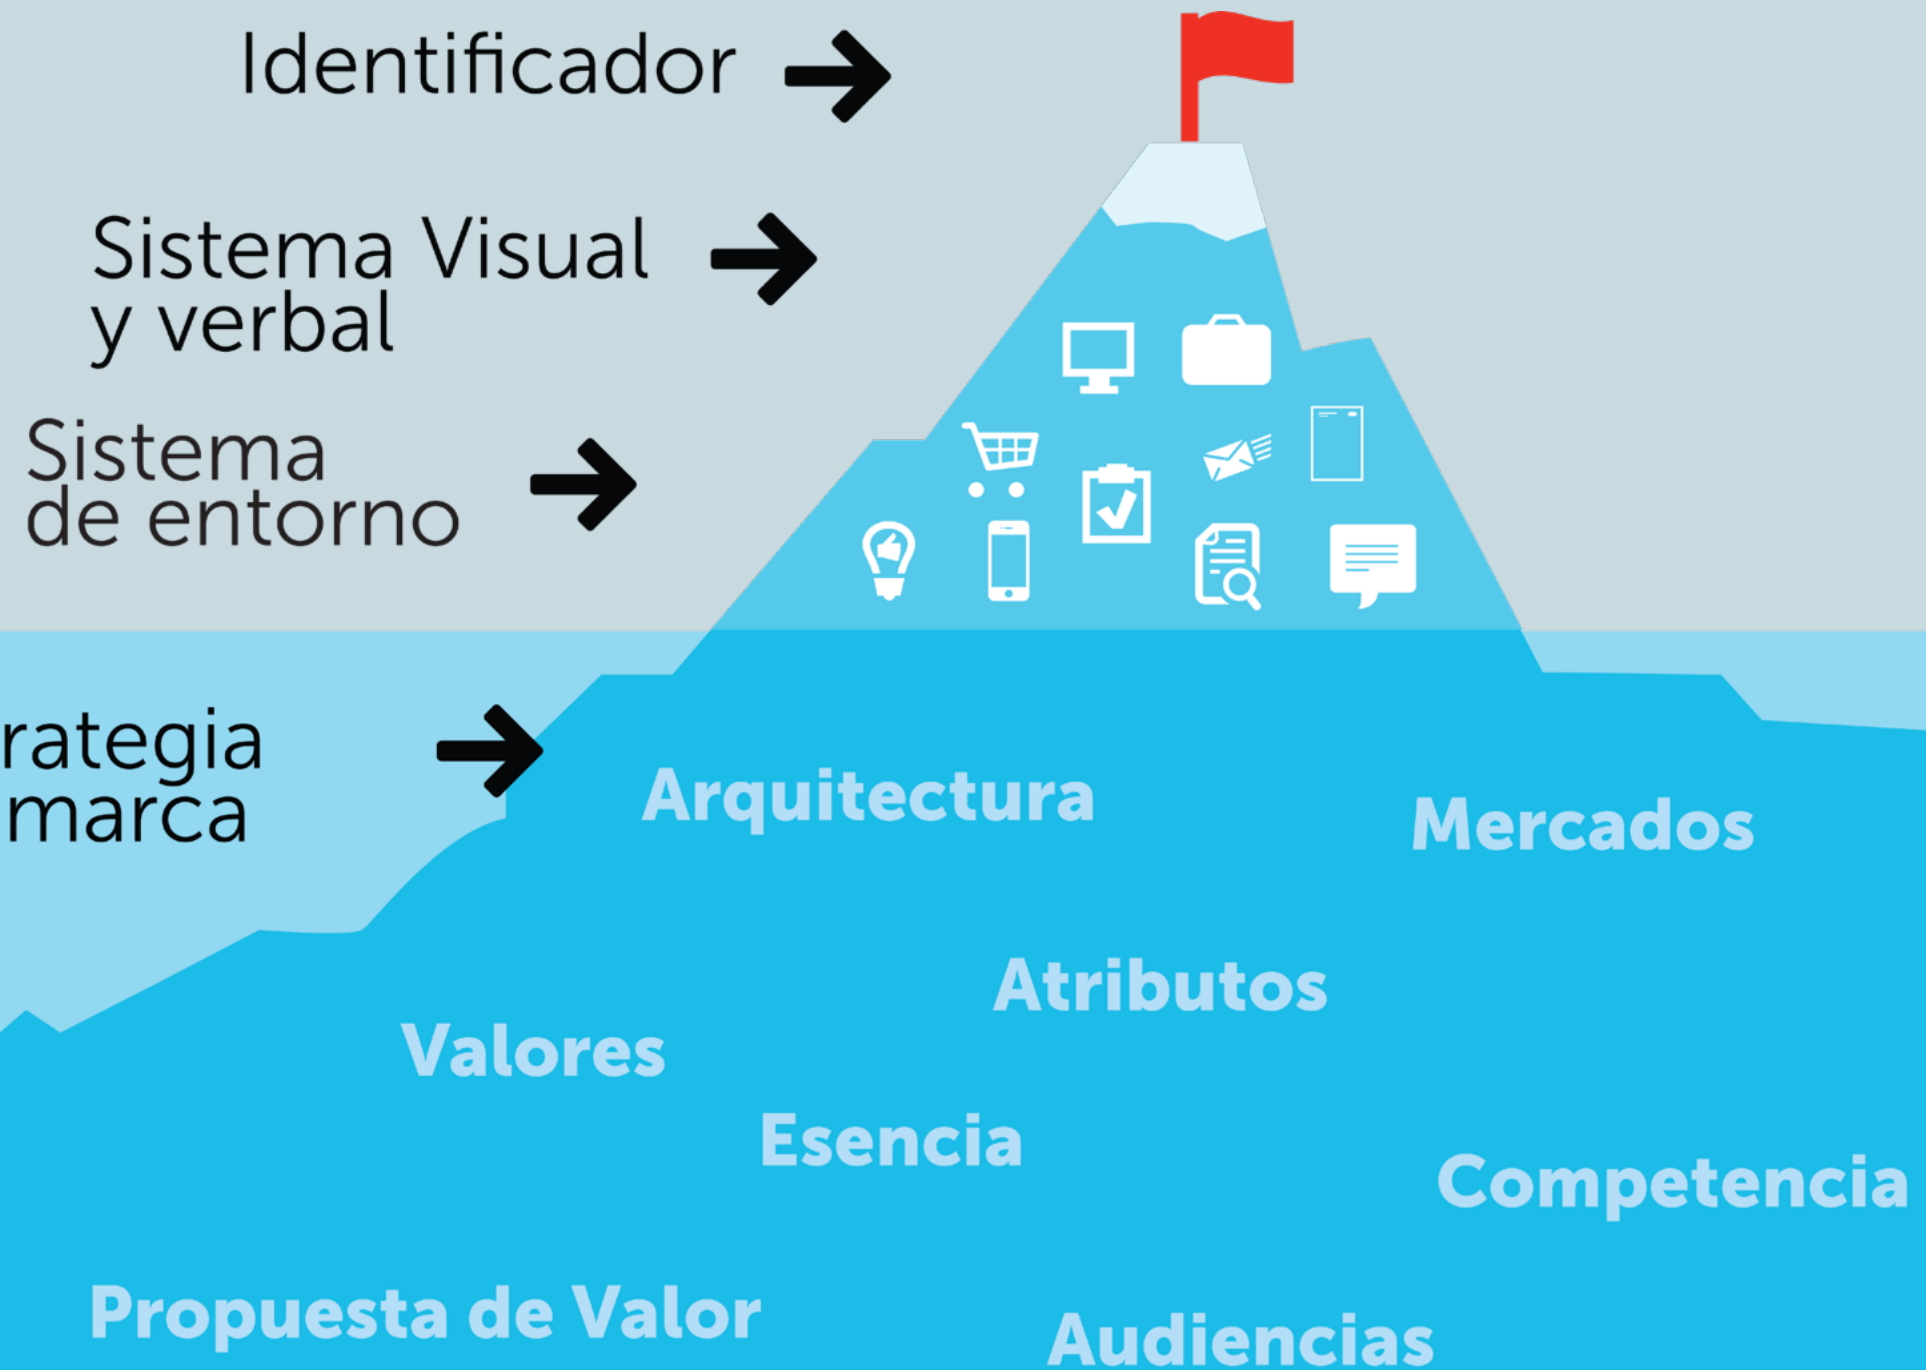 Identificador
Sistema Visual
y verbal
Sistema
de entorno
rategia
marca
Arquitectura
Mercados
Atributos
Valores
Esencia
Competencia
Propuesta de Valor
Audiencias